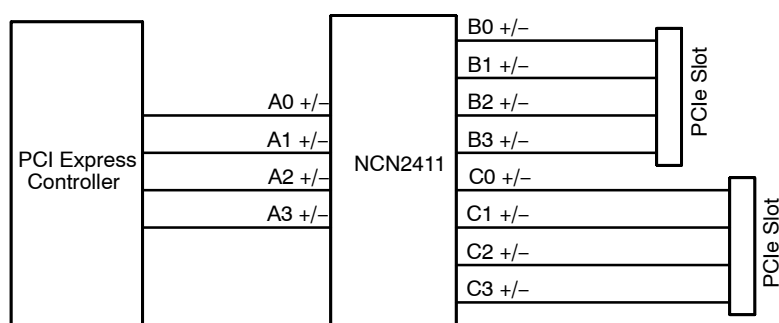 PCI Express
Controller
A0 +/−
A1 +/−
A2 +/−
A3 +/−
NCN2411
B0 +/−
B1 +/−
B2 +/−
B3 +/−
C0 +/−
C1 +/−
C2 +/−
C3 +/−
PCIe Slot
PCIe Slot